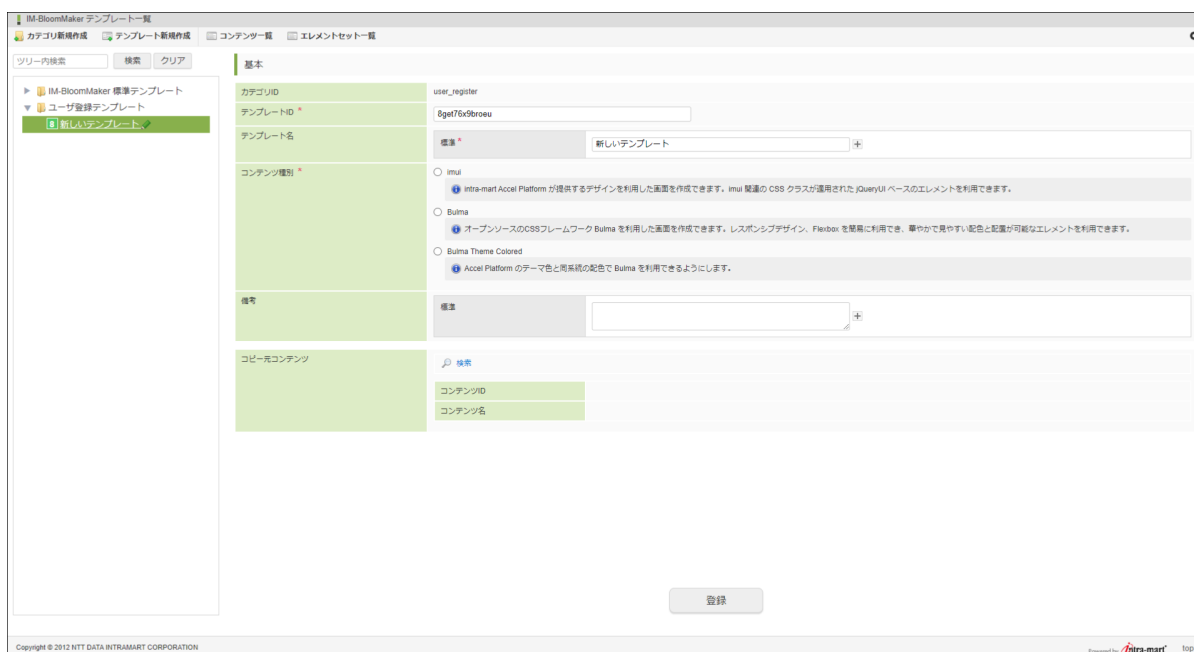 IM-BloomMaker テンプレート一覧
カテゴリ新規作成 テンプレート新規作成 コンテンツ一覧 エレメントセット一覧
ツリー内検索 検索 クリア
IM-BloomMaker 標準テンプレート
ユーザ登録テンプレート
新しいテンプレート
基本
カテゴリID user_register
テンプレートID * 8get76x9broeu
テンプレート名 標準 * 新しいテンプレート
コンテンツ種別 *
imui
intra-mart Accel Platform が提供するデザインを利用した画面を作成できます。imui 関連の CSS クラスが適用された jQueryUI ベースのエレメントを利用できます。
Bulma
オープンソースのCSSフレームワーク Bulma を利用した画面を作成できます。レスポンシブデザイン、Flexbox を簡易に利用でき、華やかで見やすい配色と配置が可能なエレメントを利用できます。
Bulma Theme Colored
Accel Platform のテーマ色と同系統の配色で Bulma を利用できるようにします。
備考 標準
コピー元コンテンツ 検索
コンテンツID
コンテンツ名
登録
Copyright © 2012 NTT DATA INTRAMART CORPORATION
Powered by intra-mart top